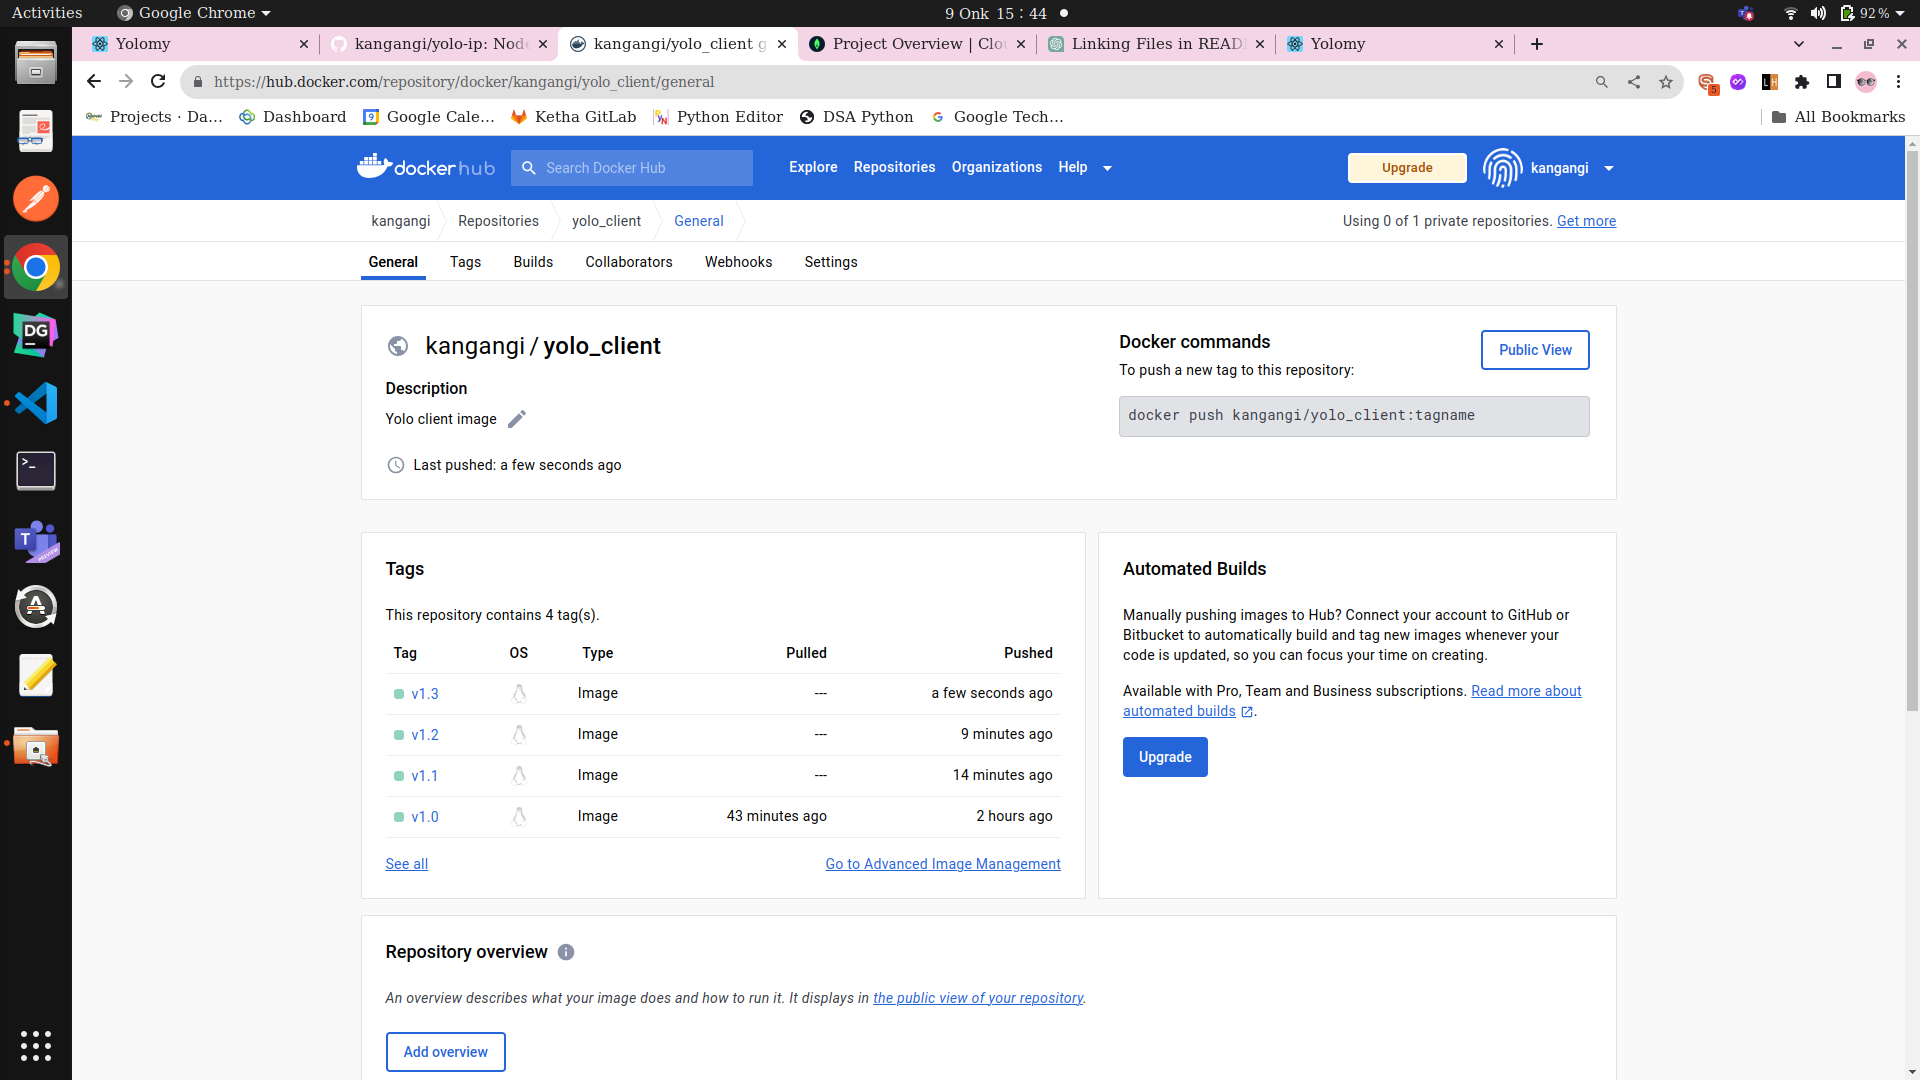 Activities
Google Chrome
9 Onk 15 : 44
92 %
Yolomy
kangangi/yolo-ip: Node
kangangi/yolo_client g
Project Overview | Clou
Linking Files in READ
Yolomy
https://hub.docker.com/repository/docker/kangangi/yolo_client/general
5
Projects · Da...
Dashboard
Google Cale...
Ketha GitLab
Python Editor
DSA Python
Google Tech...
All Bookmarks
docker hub
Search Docker Hub
Explore
Repositories
Organizations
Help
Upgrade
kangangi
kangangi
Repositories
yolo_client
General
Using 0 of 1 private repositories. Get more
General
Tags
Builds
Collaborators
Webhooks
Settings
kangangi / yolo_client
Description
Yolo client image
Last pushed: a few seconds ago
Docker commands
To push a new tag to this repository:
Public View
docker push kangangi/yolo_client:tagname
Tags
This repository contains 4 tag(s).
Tag OS Type Pulled Pushed
v1.3 Image --- a few seconds ago
v1.2 Image --- 9 minutes ago
v1.1 Image --- 14 minutes ago
v1.0 Image 43 minutes ago 2 hours ago
See all
Go to Advanced Image Management
Automated Builds
Manually pushing images to Hub? Connect your account to GitHub or
Bitbucket to automatically build and tag new images whenever your
code is updated, so you can focus your time on creating.
Available with Pro, Team and Business subscriptions. Read more about
automated builds .
Upgrade
Repository overview
An overview describes what your image does and how to run it. It displays in the public view of your repository.
Add overview
DG
T
PREVIEW
A